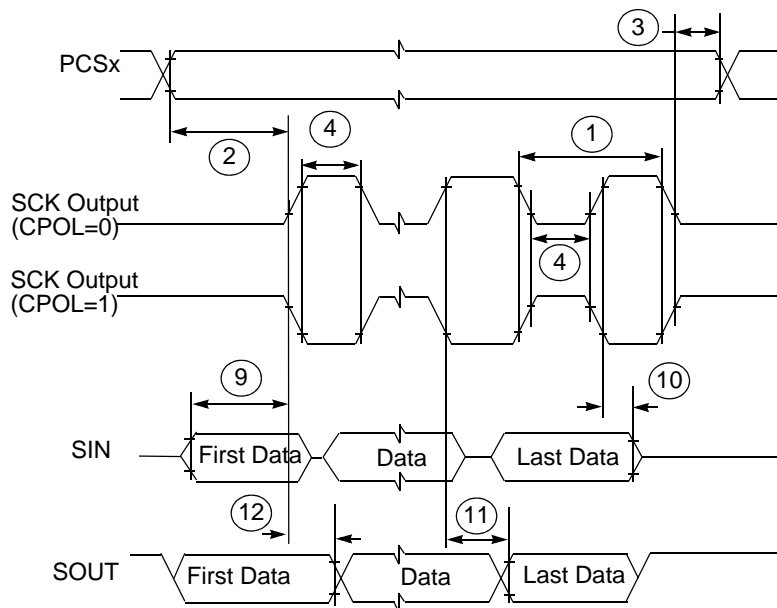 3
PCSx
2
4
1
SCK Output
(CPOL=0)
4
SCK Output
(CPOL=1)
9
10
SIN
First Data
Data
Last Data
12
11
SOUT
First Data
Data
Last Data